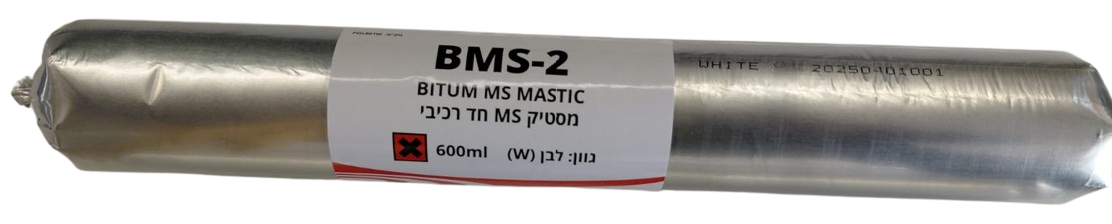 BMS-2
BITUM MS MASTIC
מסטיק MS חד רכיבי
600ml גוון: לבן (W)
WHITE 20250401001